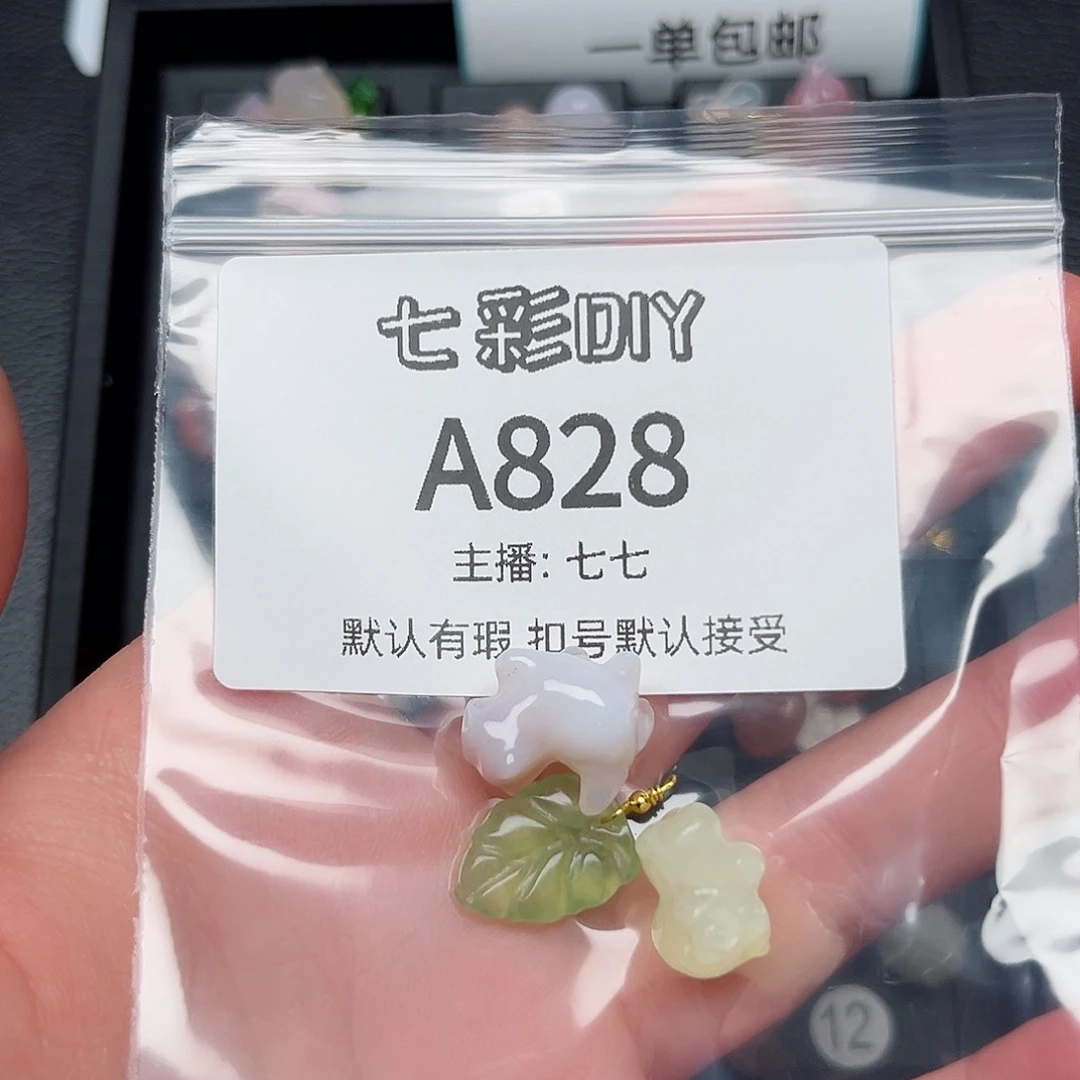 一单包邮
七彩DIY
A828
主播: 七七
默认有瑕 扣号默认接受
12